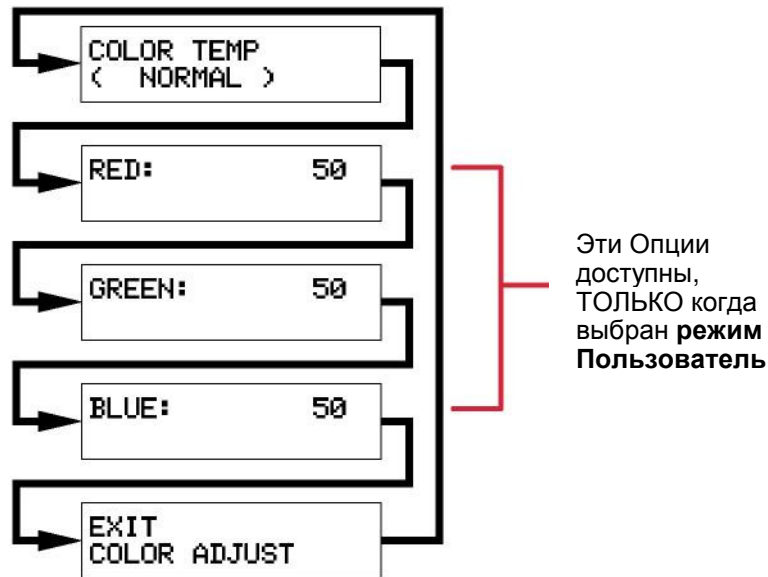 COLOR TEMP
( NORMAL )
RED: 50
GREEN: 50
BLUE: 50
EXIT
COLOR ADJUST
Эти Опции
доступны,
ТОЛЬКО когда
выбран режим
Пользователь